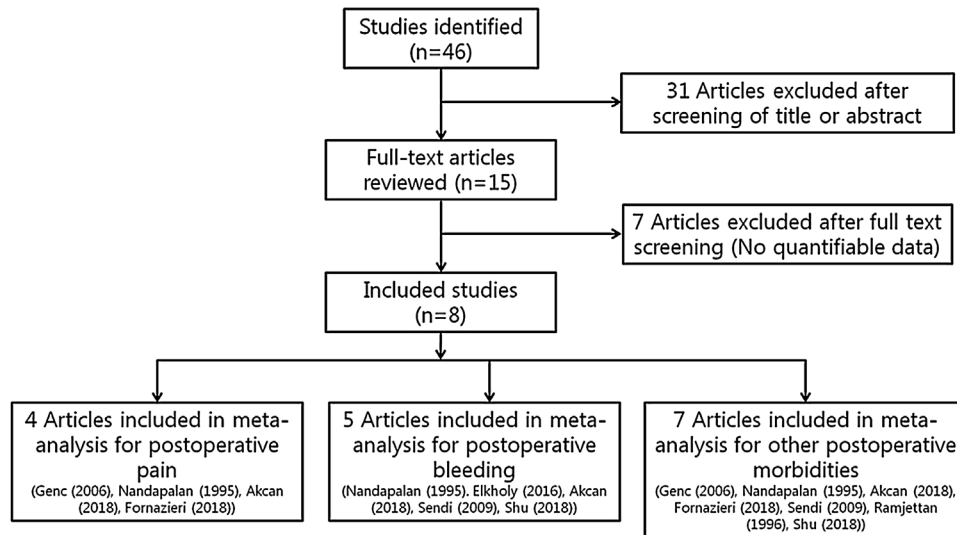 Studies identified
(n=46)
31 Articles excluded after
screening of title or abstract
Full-text articles
reviewed (n=15)
7 Articles excluded after full text
screening (No quantifiable data)
Included studies
(n=8)
4 Articles included in meta-
analysis for postoperative
pain
(Genc (2006), Nandapalan (1995), Akcan
(2018), Fornazieri (2018))
5 Articles included in meta-
analysis for postoperative
bleeding
(Nandapalan (1995). Elkholy (2016), Akcan
(2018), Sendi (2009), Shu (2018))
7 Articles included in meta-
analysis for other postoperative
morbidities
(Genc (2006), Nandapalan (1995), Akcan (2018),
Fornazieri (2018), Sendi (2009), Ramjettan
(1996), Shu (2018))